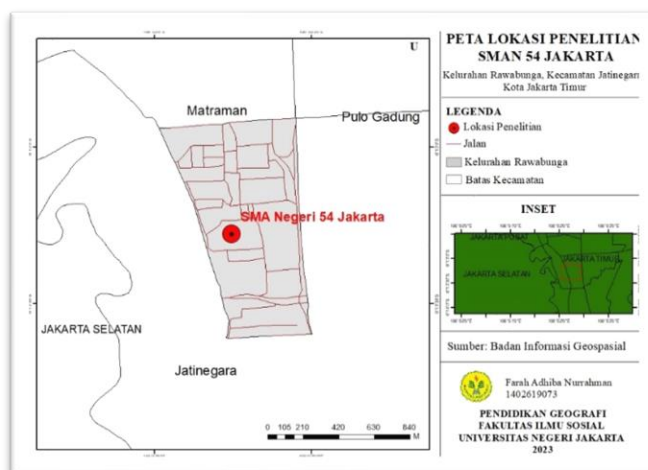 U
Matraman
Pulo Gadung
SMA Negeri 54 Jakarta
JAKARTA SELATAN
Jatinegara
0 105 210 420 630 840
M
PETA LOKASI PENELITIAN
SMAN 54 JAKARTA
Kelurahan Rawabunga, Kecamatan Jatinegara
Kota Jakarta Timur
LEGENDA
Lokasi Penelitian
Jalan
Kelurahan Rawabunga
Batas Kecamatan
INSET
JAKARTA PUSAT
JAKARTA TIMUR
JAKARTA SELATAN
Sumber: Badan Informasi Geospasial
Farah Adhiba Nurrahman
1402619073
PENDIDIKAN GEOGRAFI
FAKULTAS ILMU SOSIAL
UNIVERSITAS NEGERI JAKARTA
2023